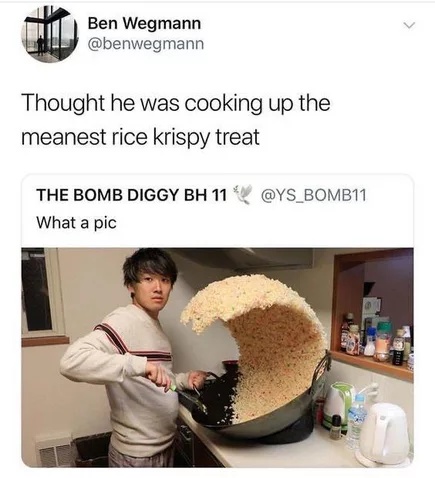 Ben Wegmann
@benwegmann
Thought he was cooking up the
meanest rice krispy treat
THE BOMB DIGGY BH 11 🕊 @YS_BOMB11
What a pic